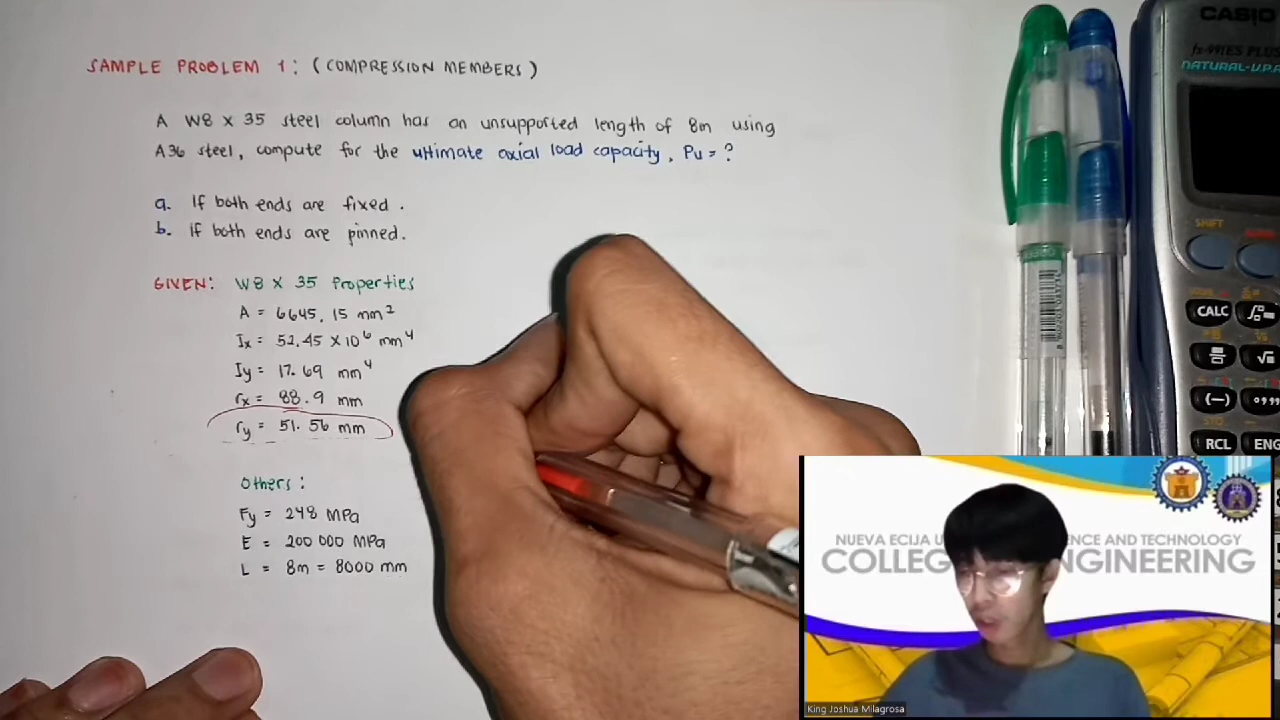 SAMPLE PROBLEM 1: (COMPRESSION MEMBERS)
A W8 X 35 steel column has an unsupported length of 8m using
A36 steel, compute for the ultimate axial load capacity, Pu = ?
a. If both ends are fixed.
b. if both ends are pinned.
GIVEN: W8 X 35 Properties
A = 6645.15 mm²
Ix = 52.45 X10⁶ mm⁴
Iy = 17.69 mm⁴
rx = 88.9 mm
ry = 51.56 mm
Others:
Fy = 248 MPa
E = 200 000 MPa
L = 8m = 8000 mm
CASIO
fx-991ES PLUS
NATURAL-V.P.A
SHIFT
CALC
(–)
RCL
ENG
NUEVA ECIJA U ENCE AND TECHNOLOGY
COLLEG NGINEERING
King Joshua Milagrosa